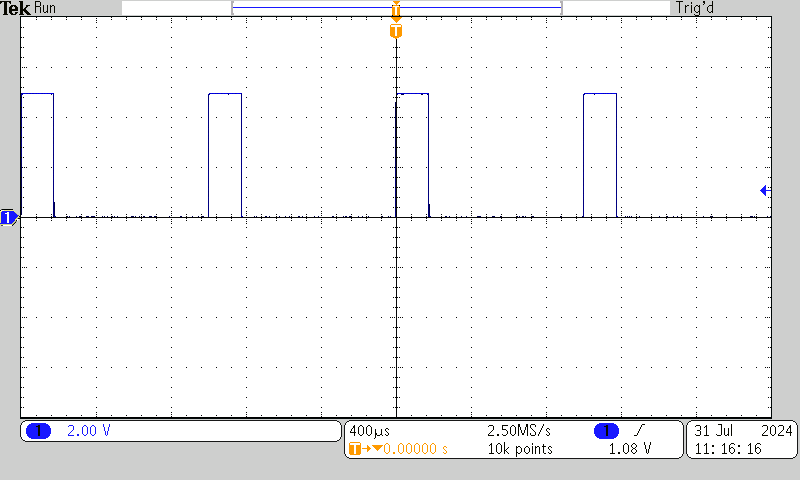 Tek Run Trig'd
T
T
1
1 2.00 V
400µs 2.50MS/s 1
T→▼0.00000 s 10k points 1.08 V
31 Jul 2024
11:16:16